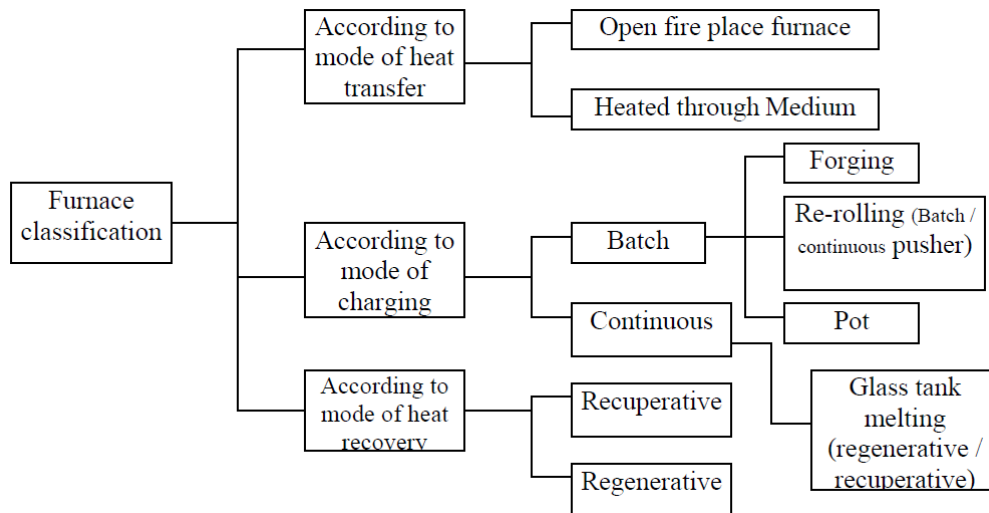 Furnace
classification
According to
mode of heat
transfer
Open fire place furnace
Heated through Medium
According to
mode of
charging
Batch
Forging
Re-rolling (Batch /
continuous pusher)
Pot
Continuous
Glass tank
melting
(regenerative /
recuperative)
According to
mode of heat
recovery
Recuperative
Regenerative